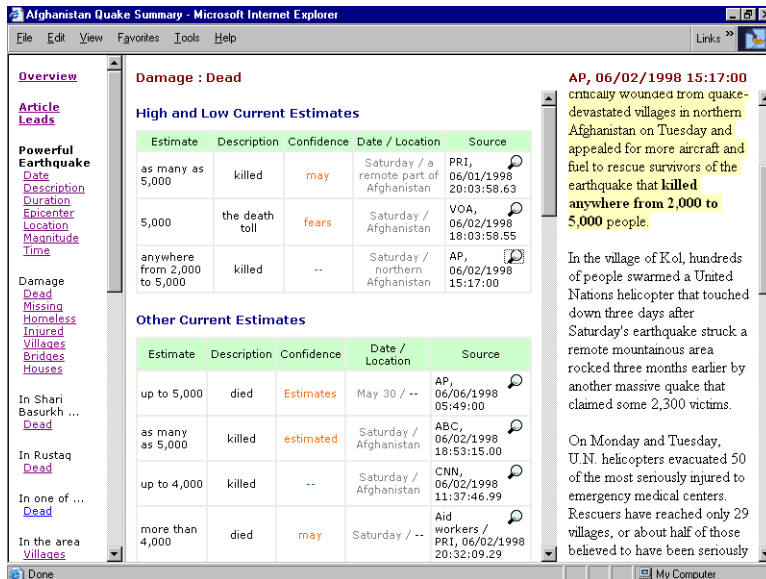 Afghanistan Quake Summary - Microsoft Internet Explorer
File Edit View Favorites Tools Help
Links »
Overview
Article
Leads
Powerful
Earthquake
Date
Description
Duration
Epicenter
Location
Magnitude
Time
Damage
Dead
Missing
Homeless
Injured
Villages
Bridges
Houses
In Shari
Basurkh ...
Dead
In Rustaq
Dead
In one of ...
Dead
In the area
Villages
Damage : Dead
High and Low Current Estimates
Estimate Description Confidence Date / Location Source
as many as
5,000
killed
may
Saturday / a
remote part of
Afghanistan
PRI,
06/01/1998
20:03:58.63
5,000
the death
toll
fears
Saturday /
Afghanistan
VOA,
06/02/1998
18:03:58.55
anywhere
from 2,000
to 5,000
killed
--
Saturday /
northern
Afghanistan
AP,
06/02/1998
15:17:00
Other Current Estimates
Estimate Description Confidence Date /
Location Source
up to 5,000
died
Estimates
May 30 / --
AP,
06/06/1998
05:49:00
as many
as 5,000
killed
estimated
Saturday /
Afghanistan
ABC,
06/02/1998
18:53:15.00
up to 4,000
killed
--
Saturday /
Afghanistan
CNN,
06/02/1998
11:37:46.99
more than
4,000
died
may
Saturday / --
Aid
workers /
PRI, 06/02/1998
20:32:09.29
AP, 06/02/1998 15:17:00
critically wounded from quake-
devastated villages in northern
Afghanistan on Tuesday and
appealed for more aircraft and
fuel to rescue survivors of the
earthquake that killed
anywhere from 2,000 to
5,000 people.
In the village of Kol, hundreds
of people swarmed a United
Nations helicopter that touched
down three days after
Saturday's earthquake struck a
remote mountainous area
rocked three months earlier by
another massive quake that
claimed some 2,300 victims.
On Monday and Tuesday,
U.N. helicopters evacuated 50
of the most seriously injured to
emergency medical centers.
Rescuers have reached only 29
villages, or about half of those
believed to have been seriously
Done
My Computer